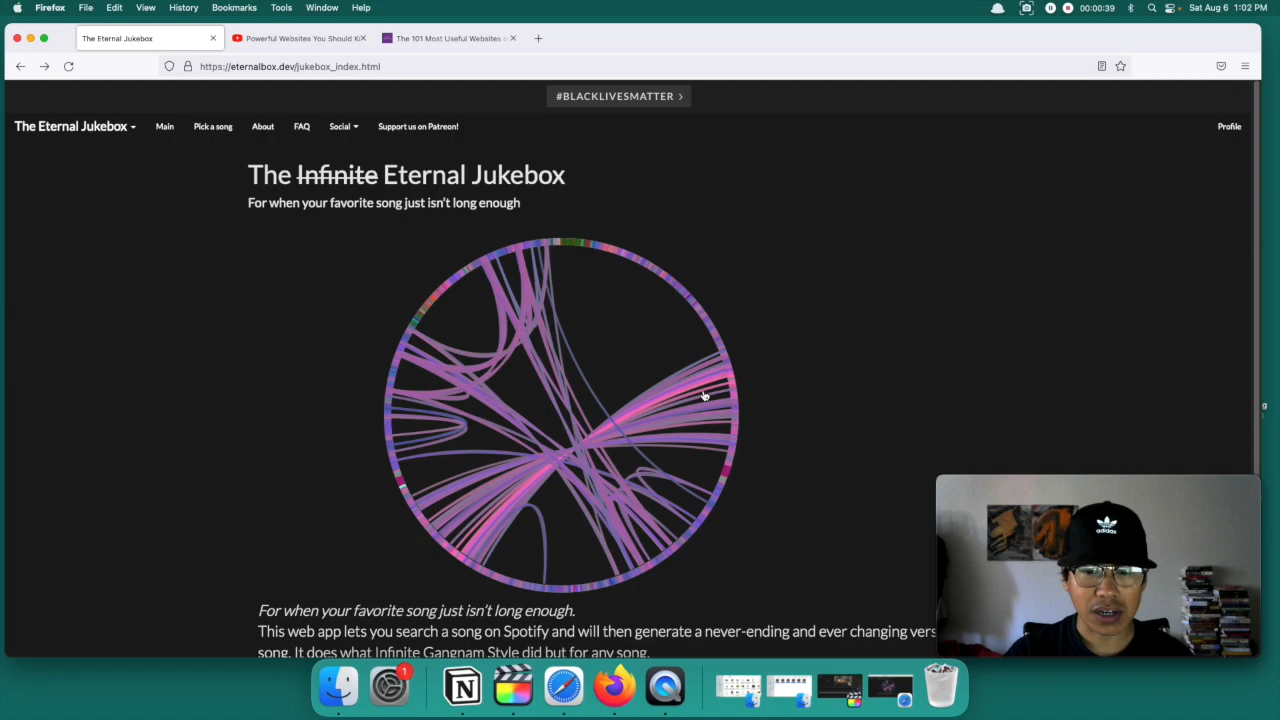 Firefox File Edit View History Bookmarks Tools Window Help 00:00:39 Sat Aug 6 1:02 PM
The Eternal Jukebox Powerful Websites You Should The 101 Most Useful Websites
https://eternalbox.dev/jukebox_index.html
#BLACKLIVESMATTER
The Eternal Jukebox Main Pick a song About FAQ Social Support us on Patreon! Profile
The Infinite Eternal Jukebox
For when your favorite song just isn't long enough
adidas
For when your favorite song just isn't long enough.
This web app lets you search a song on Spotify and will then generate a never-ending and ever changing
song. It does what Infinite Gangnam Style did but for any song.
1